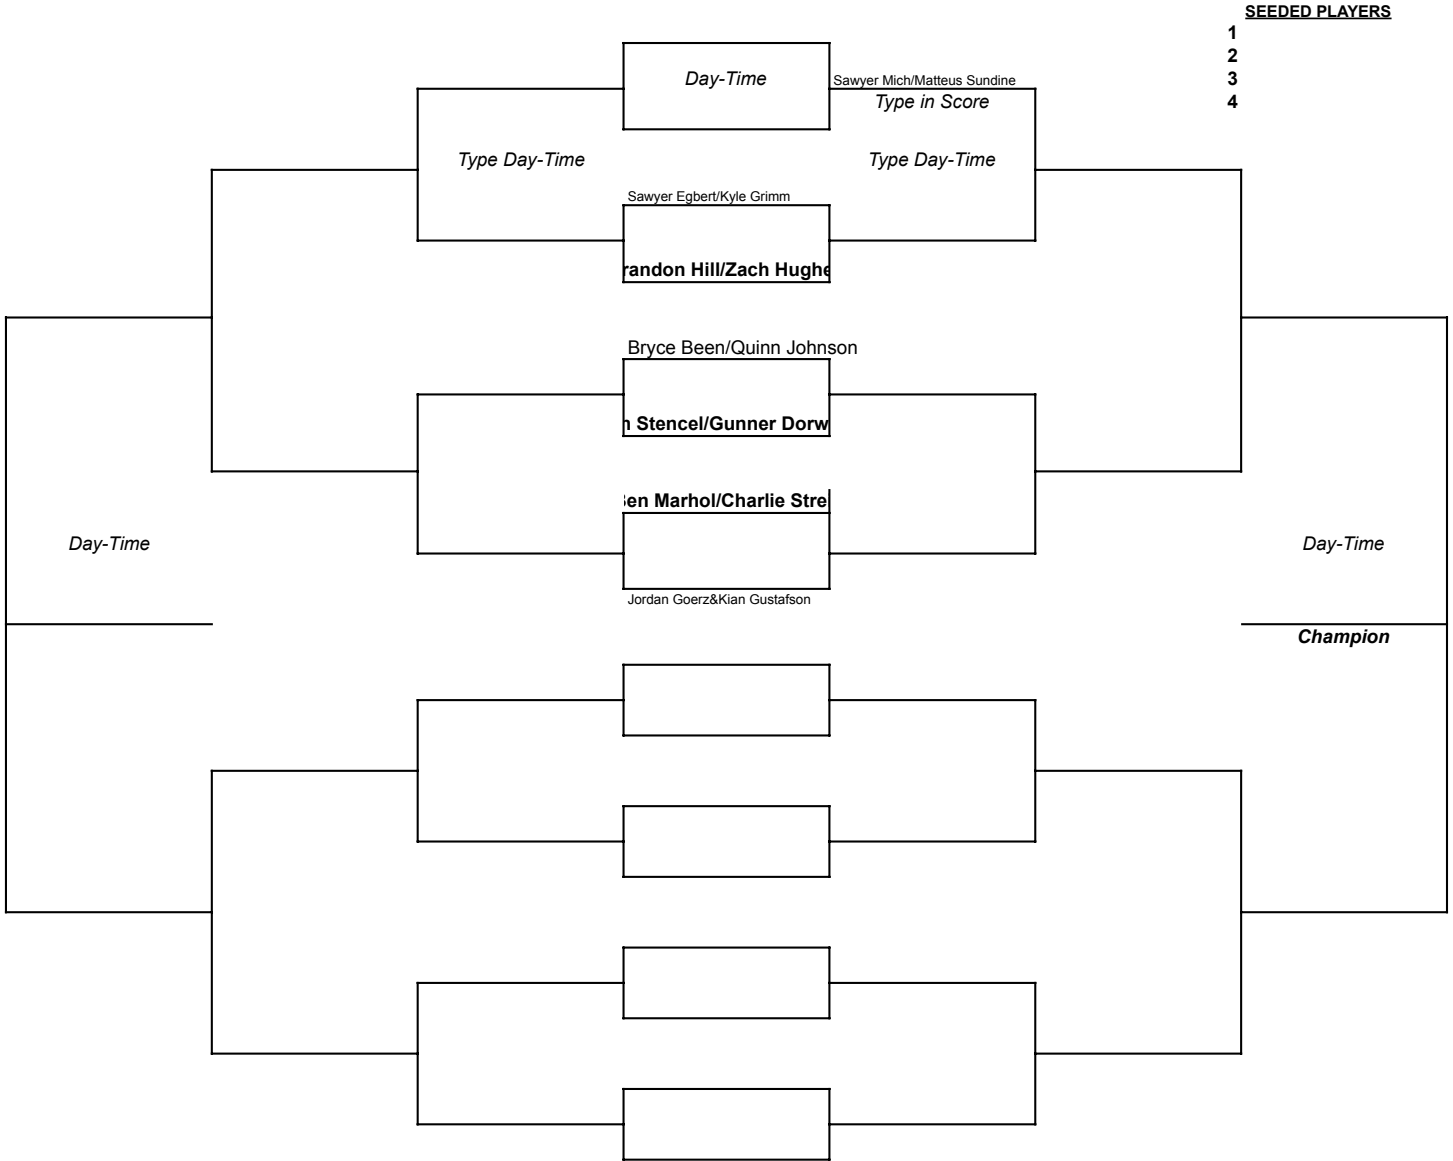 SEEDED PLAYERS
1
2
3
4
Day-Time
Sawyer Mich/Matteus Sundine
Type in Score
Type Day-Time
Type Day-Time
Sawyer Egbert/Kyle Grimm
randon Hill/Zach Hughe
Bryce Been/Quinn Johnson
n Stencel/Gunner Dorw
Ben Marhol/Charlie Stre
Day-Time
Day-Time
Jordan Goerz&Kian Gustafson
Champion